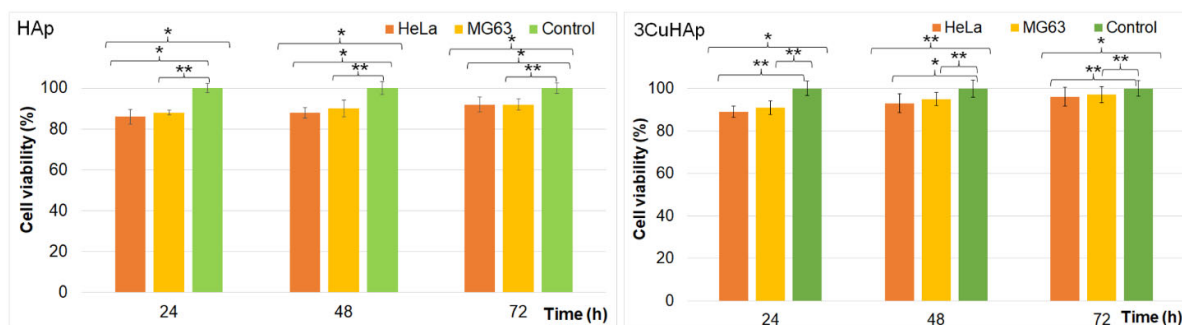 HAp
HeLa MG63 Control
* * *
* * *
** ** **
Cell viability (%)
100
80
60
40
20
0
24 48 72 Time (h)
3CuHAp
HeLa MG63 Control
* ** *
** ** **
** * **
Cell viability (%)
100
80
60
40
20
0
24 48 72 Time (h)